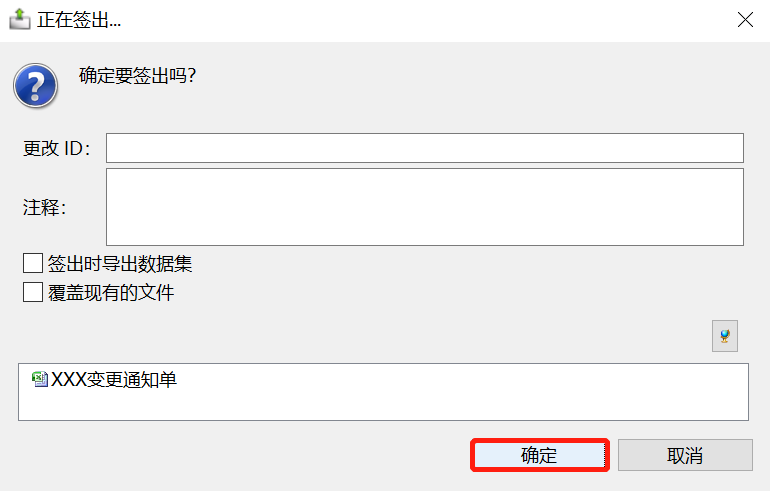 正在签出...
确定要签出吗?
更改 ID:
注释:
签出时导出数据集
覆盖现有的文件
XXX变更通知单
确定
取消